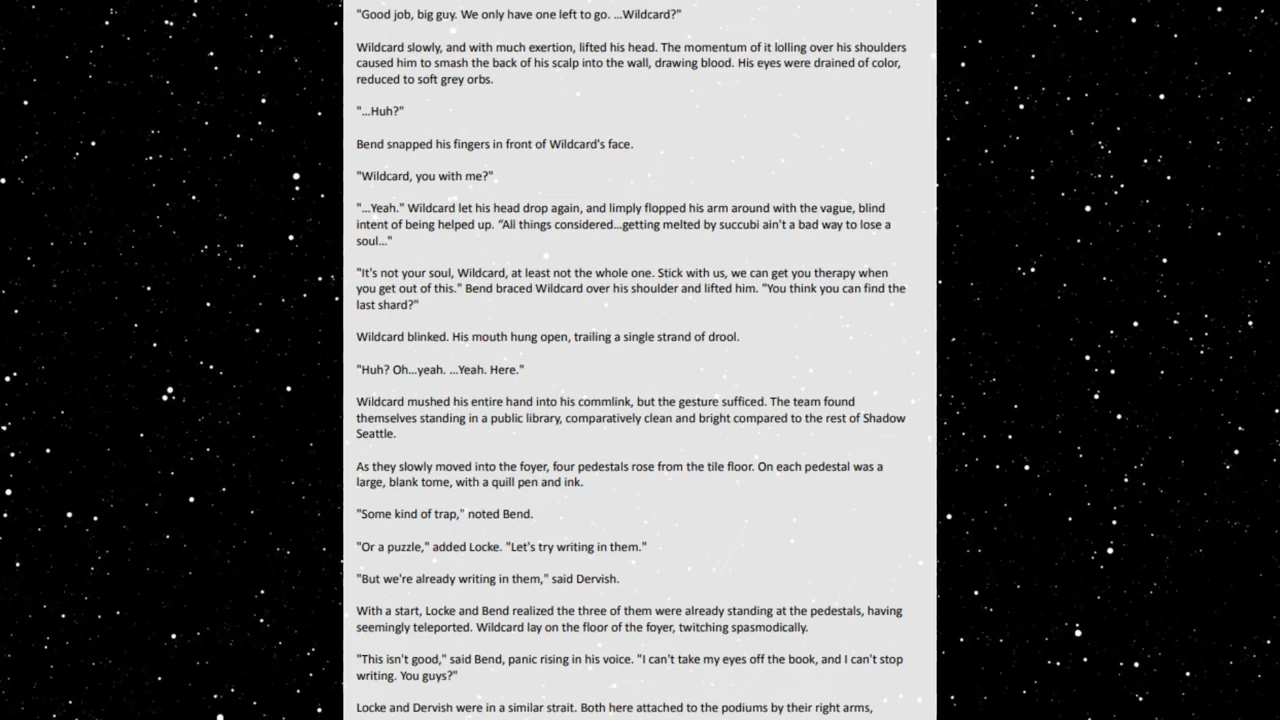 "Good job, big guy. We only have one left to go. ...Wildcard?"
Wildcard slowly, and with much exertion, lifted his head. The momentum of it lolling over his shoulders
caused him to smash the back of his scalp into the wall, drawing blood. His eyes were drained of color,
reduced to soft grey orbs.
"...Huh?"
Bend snapped his fingers in front of Wildcard's face.
"Wildcard, you with me?"
"...Yeah." Wildcard let his head drop again, and limply flopped his arm around with the vague, blind
intent of being helped up. “All things considered...getting melted by succubi ain't a bad way to lose a
soul..."
"It's not your soul, Wildcard, at least not the whole one. Stick with us, we can get you therapy when
you get out of this." Bend braced Wildcard over his shoulder and lifted him. "You think you can find the
last shard?"
Wildcard blinked. His mouth hung open, trailing a single strand of drool.
"Huh? Oh...yeah. ...Yeah. Here."
Wildcard mushed his entire hand into his commlink, but the gesture sufficed. The team found
themselves standing in a public library, comparatively clean and bright compared to the rest of Shadow
Seattle.
As they slowly moved into the foyer, four pedestals rose from the tile floor. On each pedestal was a
large, blank tome, with a quill pen and ink.
"Some kind of trap," noted Bend.
"Or a puzzle," added Locke. "Let's try writing in them."
"But we're already writing in them," said Dervish.
With a start, Locke and Bend realized the three of them were already standing at the pedestals, having
seemingly teleported. Wildcard lay on the floor of the foyer, twitching spasmodically.
"This isn't good," said Bend, panic rising in his voice. "I can't take my eyes off the book, and I can't stop
writing. You guys?"
Locke and Dervish were in a similar strait. Both here attached to the podiums by their right arms,